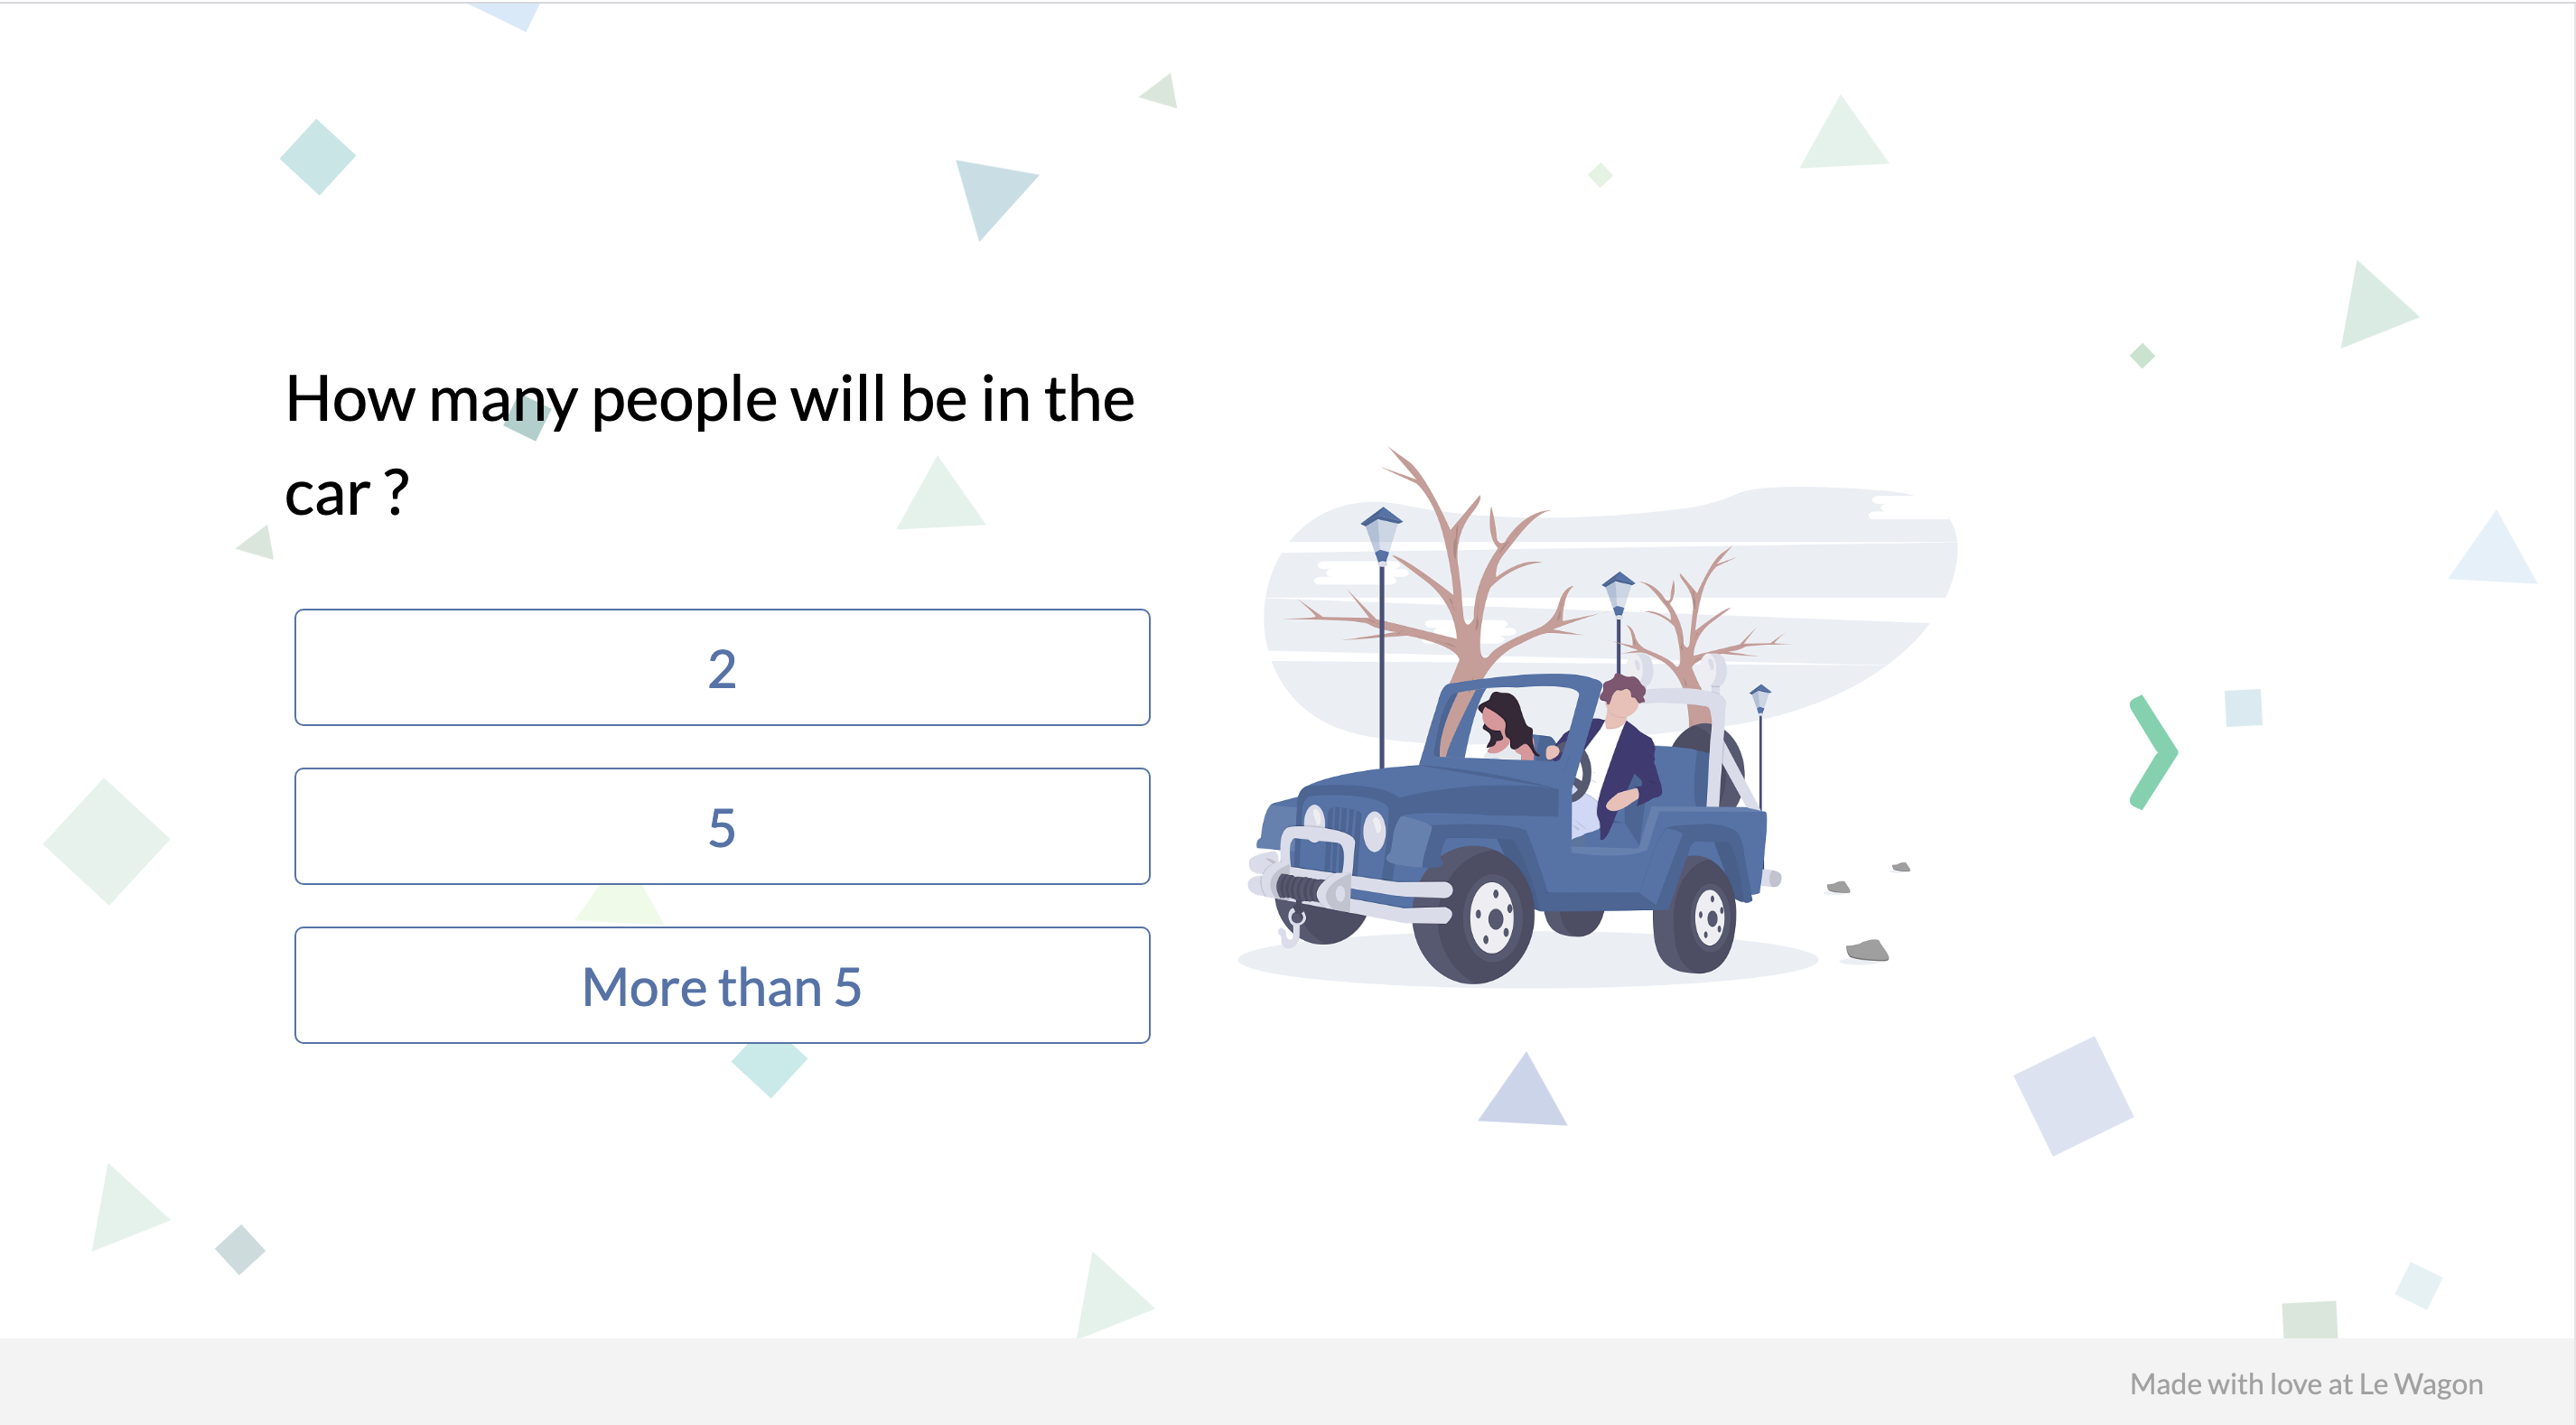 How many people will be in the
car ?
2
5
More than 5
Made with love at Le Wagon